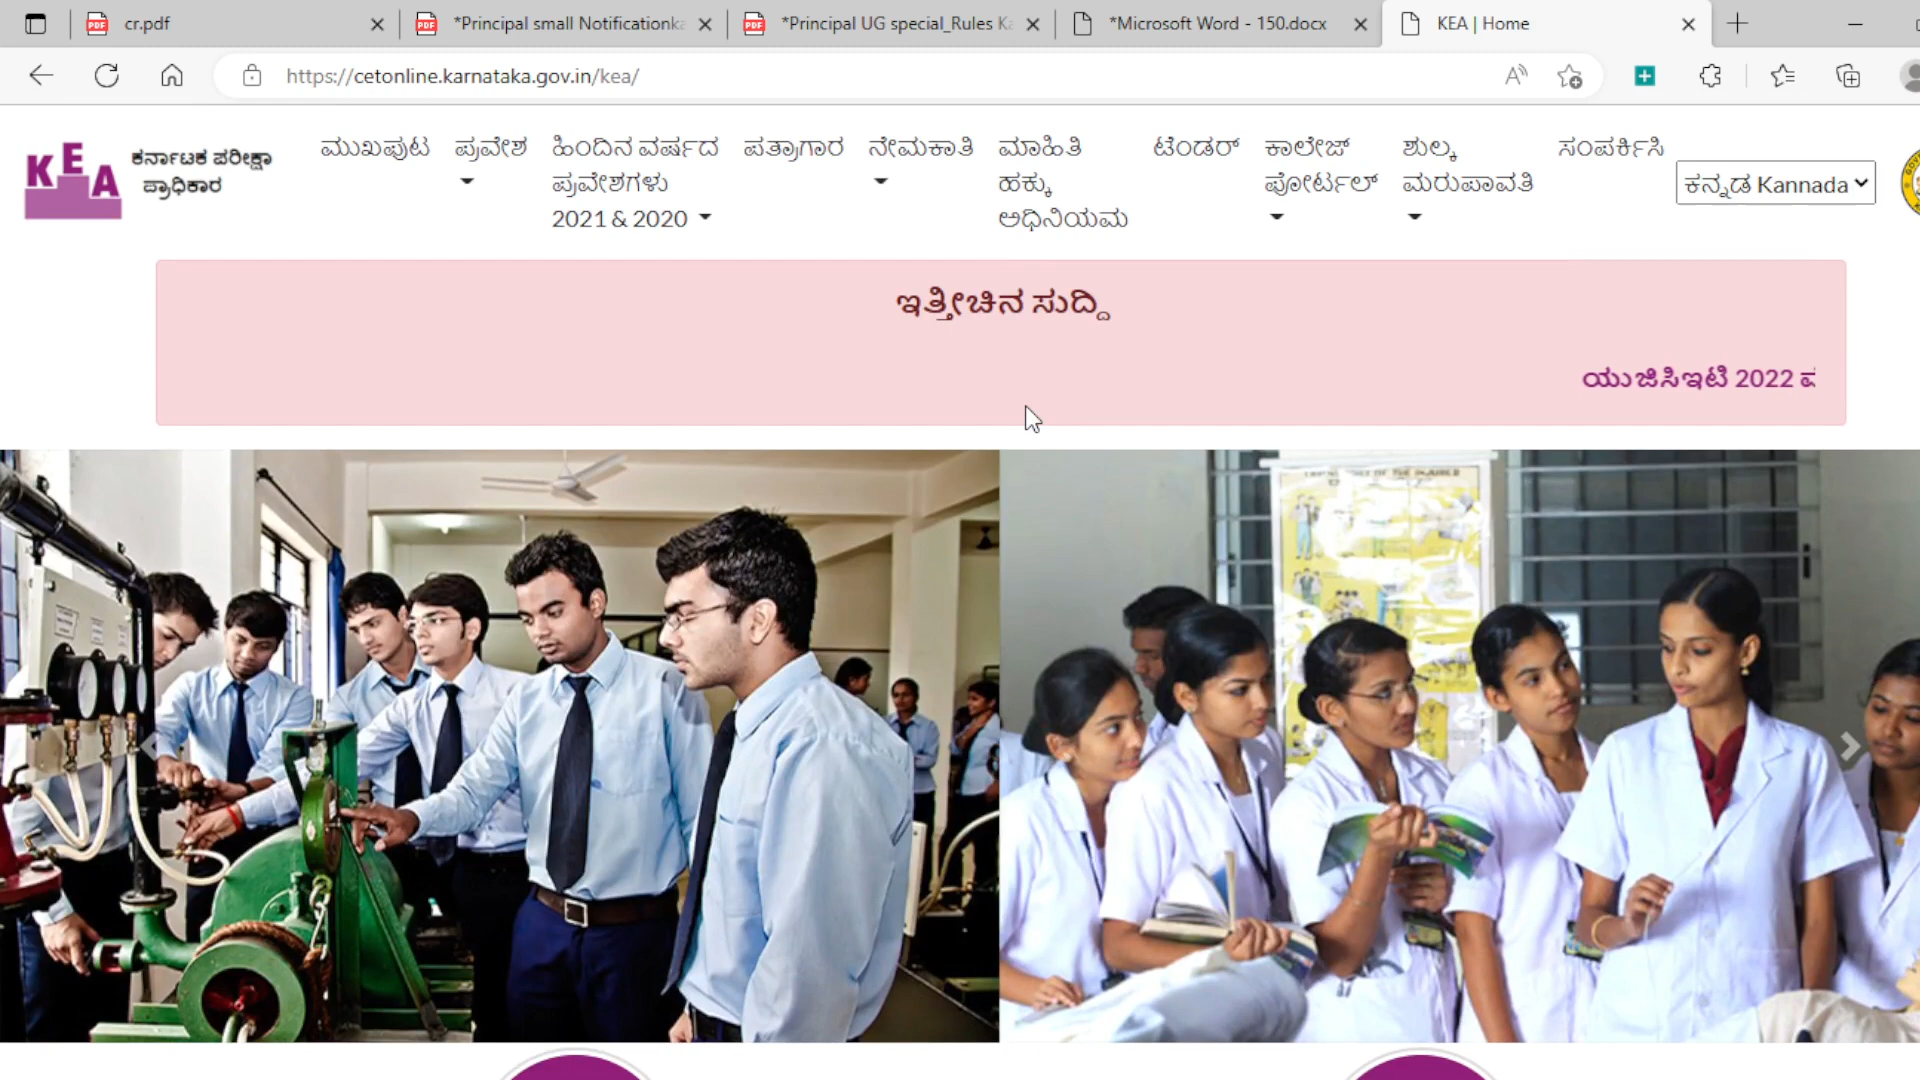 cr.pdf
*Principal small Notificationka
*Principal UG special_Rules Ka
*Microsoft Word - 150.docx
KEA | Home
https://cetonline.karnataka.gov.in/kea/
KEA
ಕರ್ನಾಟಕ ಪರೀಕ್ಷಾ
ಪ್ರಾಧಿಕಾರ
ಮುಖಪುಟ
ಪ್ರವೇಶ
ಹಿಂದಿನ ವರ್ಷದ
ಪ್ರವೇಶಗಳು
2021 & 2020
ಪತ್ರಾಗಾರ
ನೇಮಕಾತಿ
ಮಾಹಿತಿ
ಹಕ್ಕು
ಅಧಿನಿಯಮ
ಟೆಂಡರ್
ಕಾಲೇಜ್
ಪೋರ್ಟಲ್
ಶುಲ್ಕ
ಮರುಪಾವತಿ
ಸಂಪರ್ಕಿಸಿ
ಕನ್ನಡ Kannada
ಇತ್ತೀಚಿನ ಸುದ್ದಿ
ಯುಜಿಸಿಇಟಿ 2022